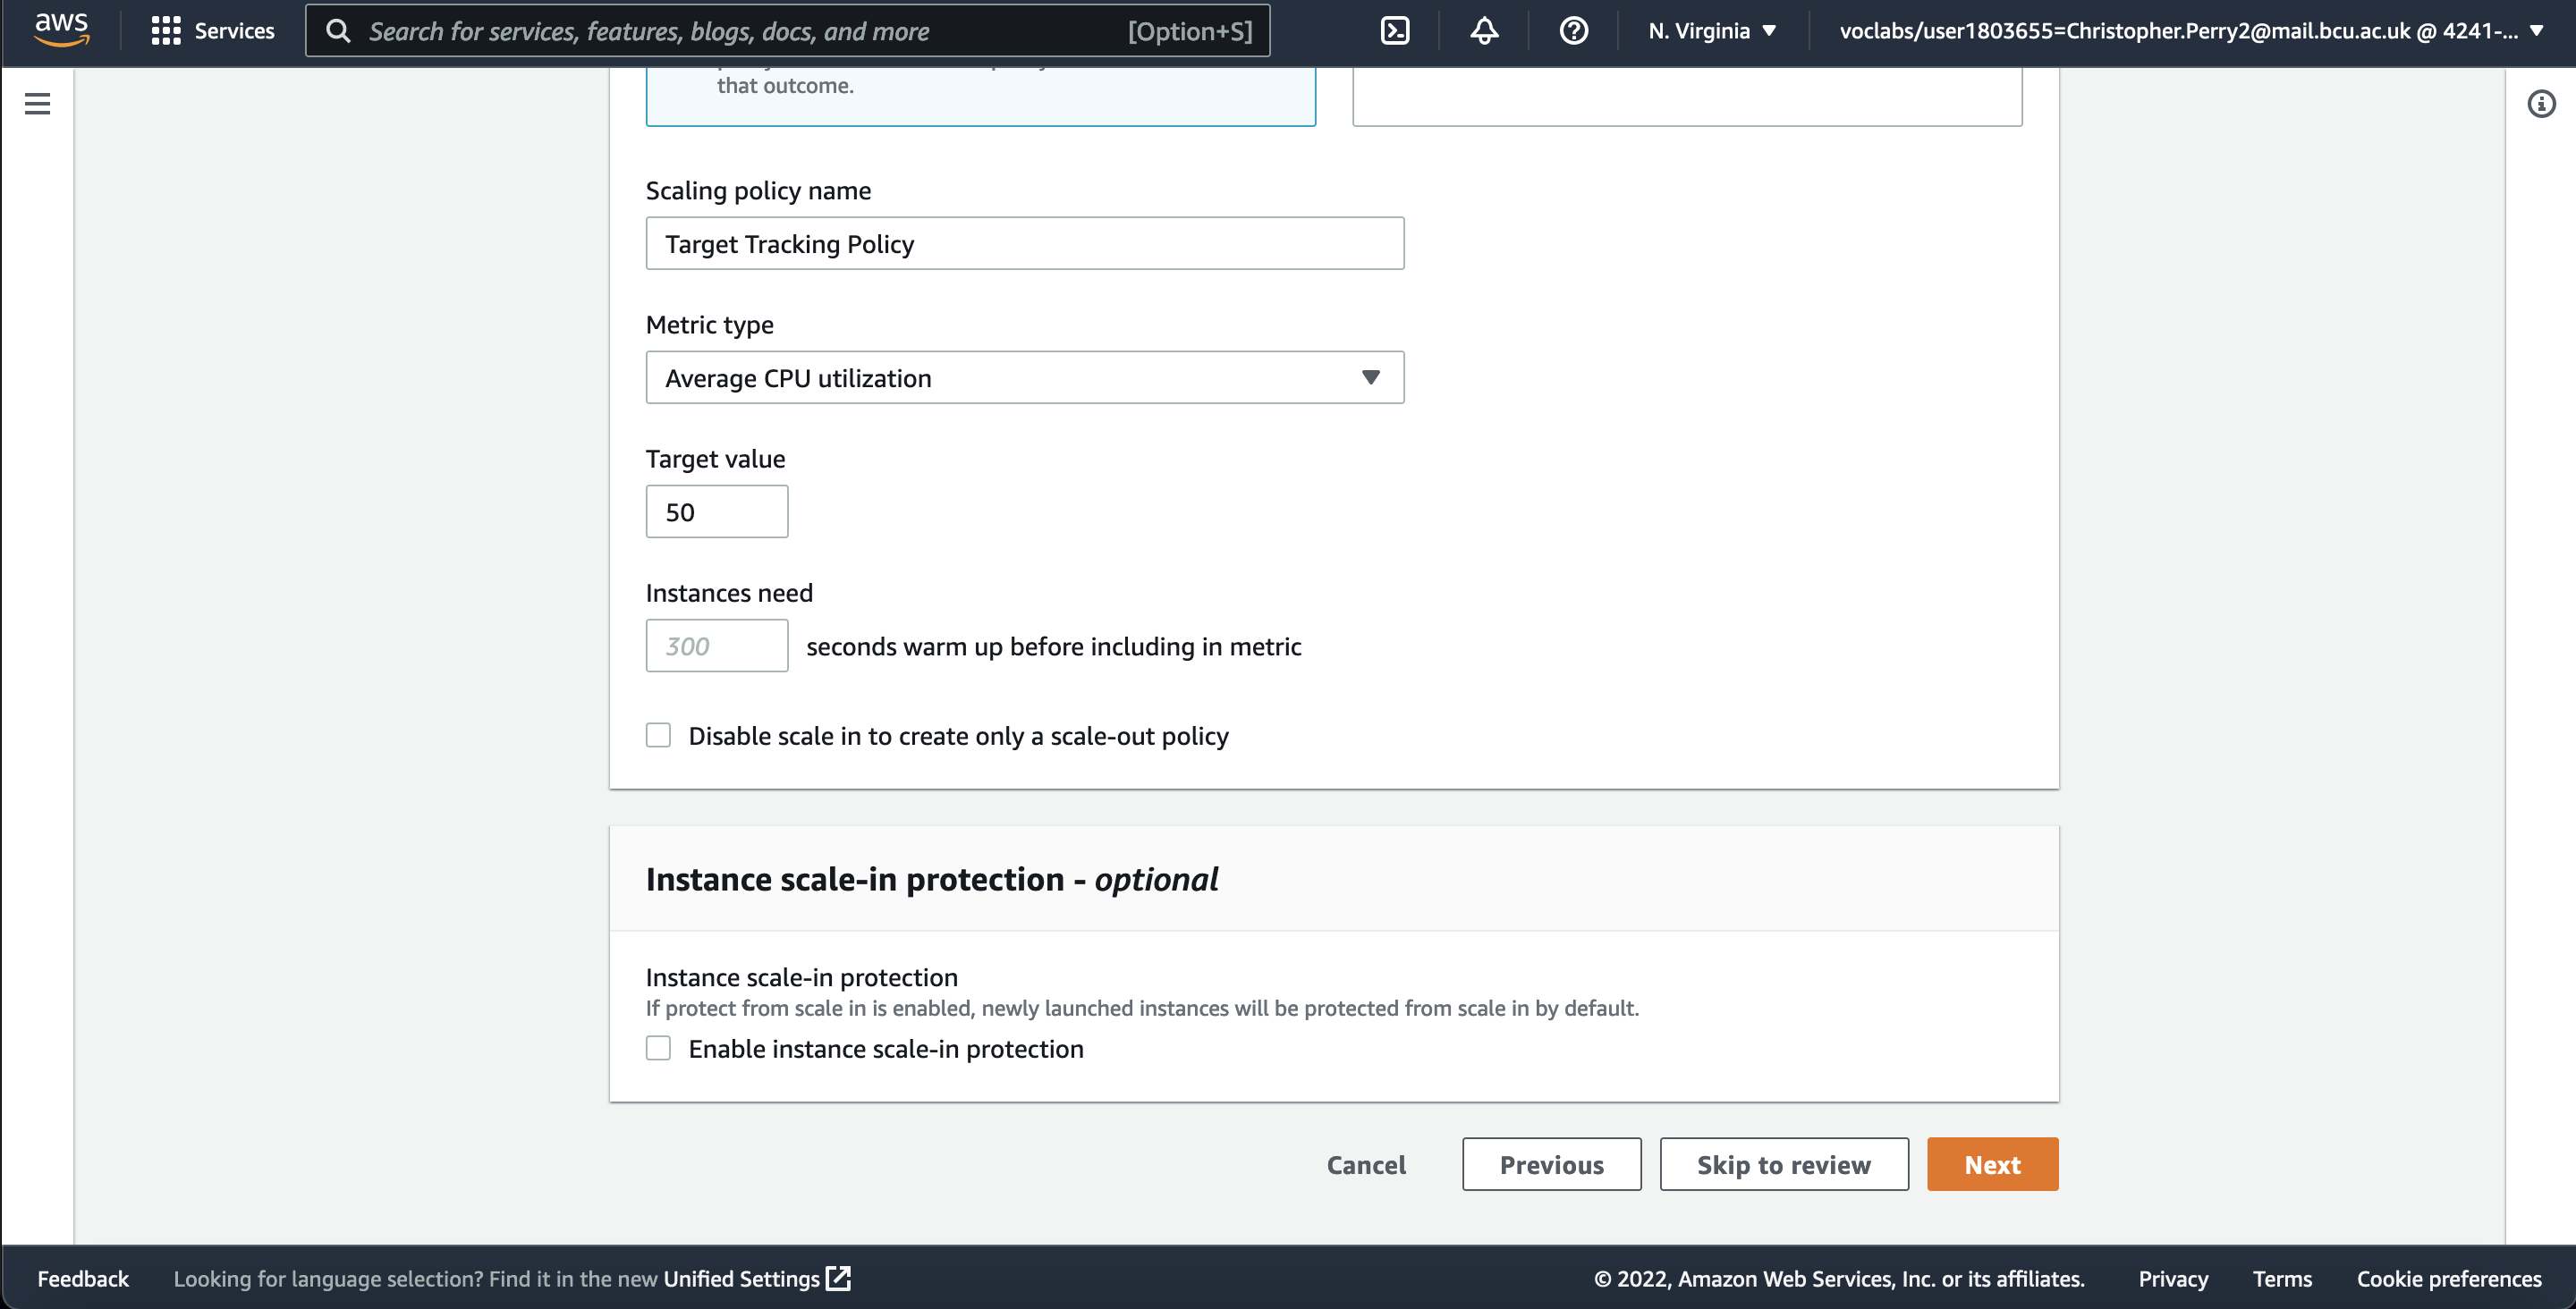 aws
Services
Search for services, features, blogs, docs, and more [Option+S]
N. Virginia
voclabs/user1803655=Christopher.Perry2@mail.bcu.ac.uk @ 4241-...
that outcome.
Scaling policy name
Target Tracking Policy
Metric type
Average CPU utilization
Target value
50
Instances need
300 seconds warm up before including in metric
Disable scale in to create only a scale-out policy
Instance scale-in protection - optional
Instance scale-in protection
If protect from scale in is enabled, newly launched instances will be protected from scale in by default.
Enable instance scale-in protection
Cancel
Previous
Skip to review
Next
Feedback
Looking for language selection? Find it in the new Unified Settings
© 2022, Amazon Web Services, Inc. or its affiliates.
Privacy
Terms
Cookie preferences